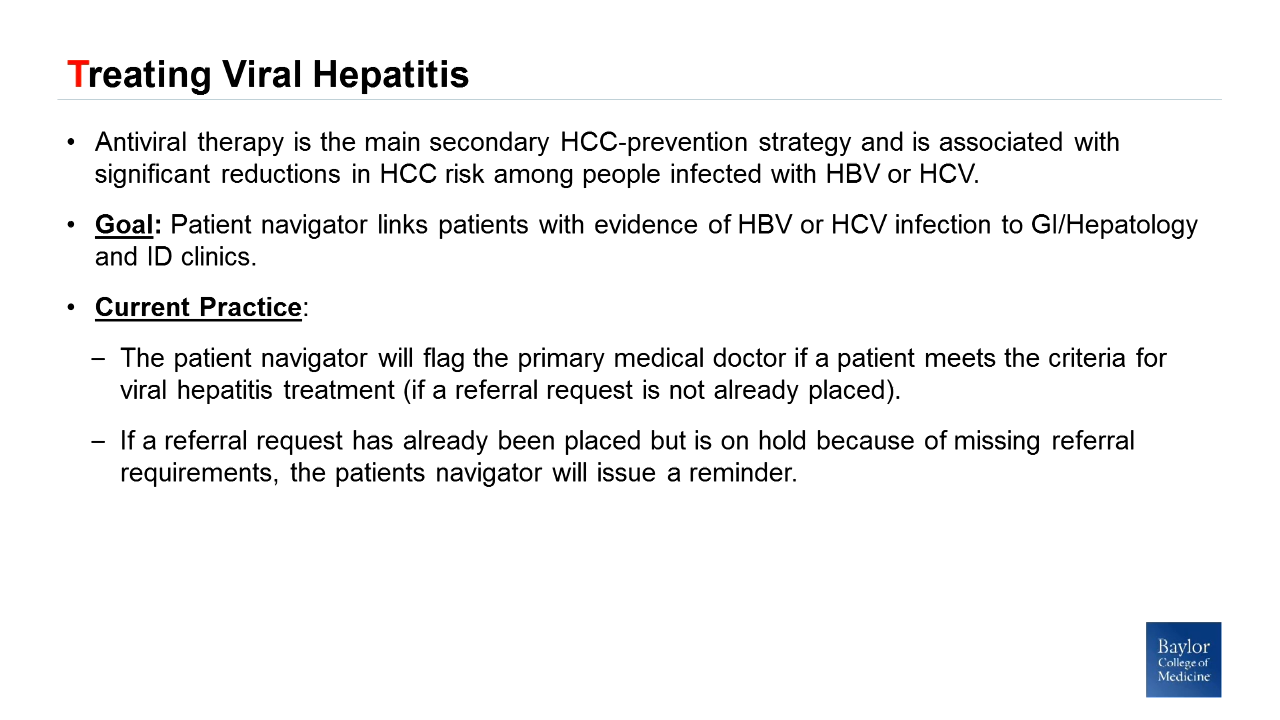 Treating Viral Hepatitis
• Antiviral therapy is the main secondary HCC-prevention strategy and is associated with
significant reductions in HCC risk among people infected with HBV or HCV.
• Goal: Patient navigator links patients with evidence of HBV or HCV infection to GI/Hepatology
and ID clinics.
• Current Practice:
– The patient navigator will flag the primary medical doctor if a patient meets the criteria for
viral hepatitis treatment (if a referral request is not already placed).
– If a referral request has already been placed but is on hold because of missing referral
requirements, the patients navigator will issue a reminder.
Baylor
College of
Medicine